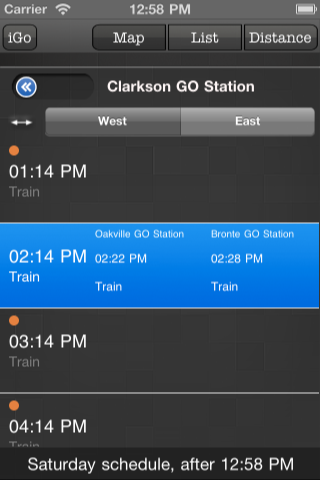 Carrier 12:58 PM
iGo Map List Distance
Clarkson GO Station
West East
01:14 PM
Train
Oakville GO Station Bronte GO Station
02:14 PM 02:22 PM 02:28 PM
Train Train Train
03:14 PM
Train
04:14 PM
Train
Saturday schedule, after 12:58 PM